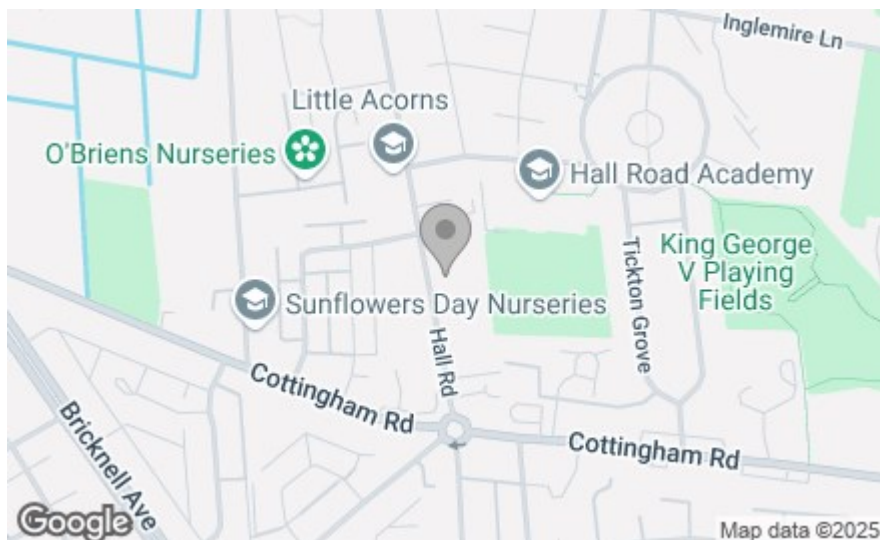 Inglemire Ln
Little Acorns
O'Briens Nurseries
Hall Road Academy
King George
V Playing
Fields
Tickton Grove
Sunflowers Day Nurseries
Hall Rd
Cottingham Rd
Bricknell Ave
Cottingham Rd
Google
Map data ©2025